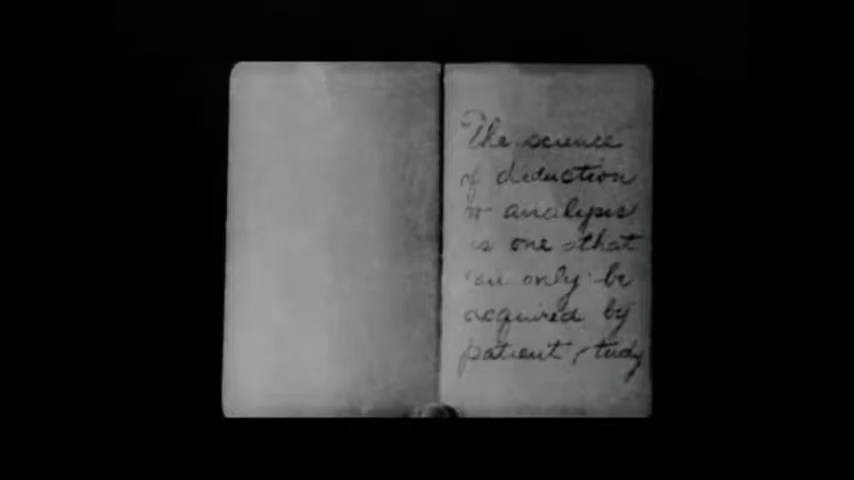 The science
of deduction
or analysis
is one that
can only be
acquired by
patient study